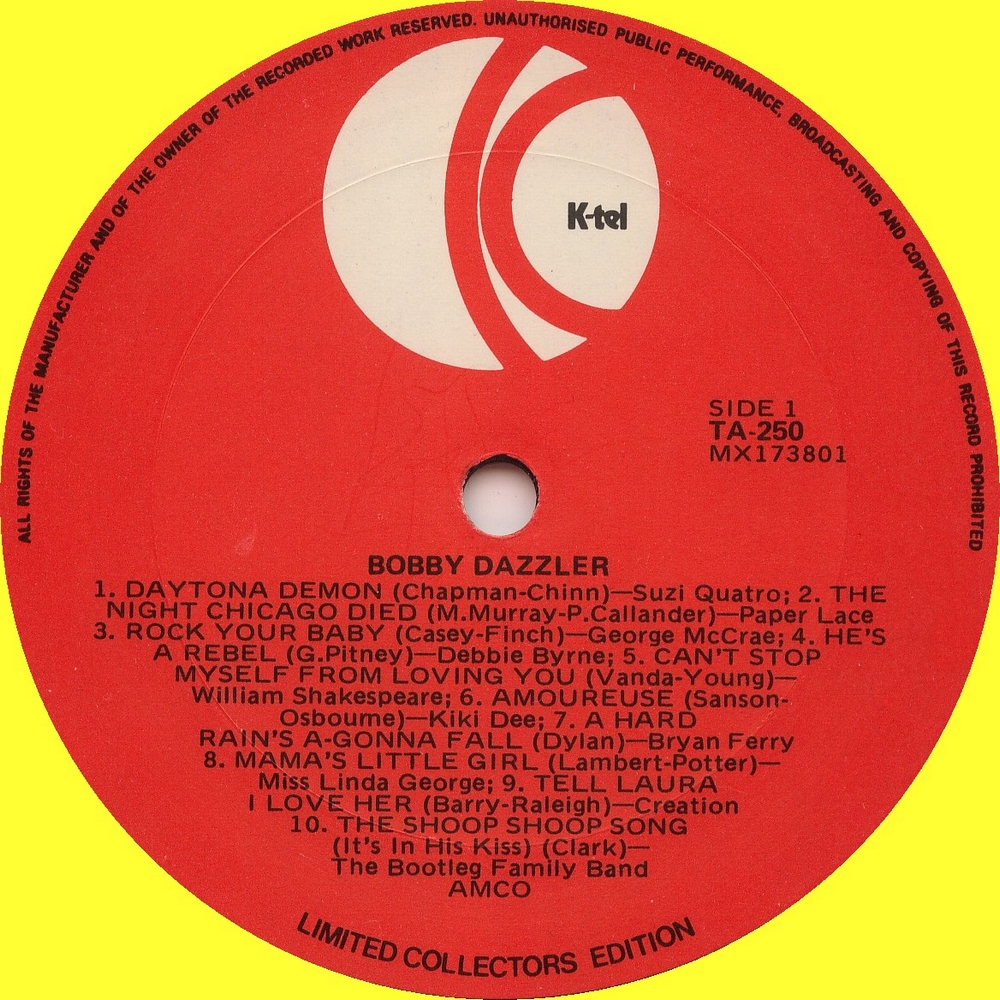 ALL RIGHTS OF THE MANUFACTURER AND OF THE OWNER OF THE RECORDED WORK RESERVED. UNAUTHORISED PUBLIC PERFORMANCE, BROADCASTING AND COPYING OF THIS RECORD PROHIBITED
K-tel
SIDE 1
TA-250
MX173801
BOBBY DAZZLER
1. DAYTONA DEMON (Chapman-Chinn)—Suzi Quatro; 2. THE
NIGHT CHICAGO DIED (M.Murray-P.Callander)—Paper Lace
3. ROCK YOUR BABY (Casey-Finch)—George McCrae; 4. HE'S
A REBEL (G.Pitney)—Debbie Byrne; 5. CAN'T STOP
MYSELF FROM LOVING YOU (Vanda-Young)—
William Shakespeare; 6. AMOUREUSE (Sanson-
Osbourne)—Kiki Dee; 7. A HARD
RAIN'S A-GONNA FALL (Dylan)—Bryan Ferry
8. MAMA'S LITTLE GIRL (Lambert-Potter)—
Miss Linda George; 9. TELL LAURA
I LOVE HER (Barry-Raleigh)—Creation
10. THE SHOOP SHOOP SONG
(It's In His Kiss) (Clark)—
The Bootleg Family Band
AMCO
LIMITED COLLECTORS EDITION